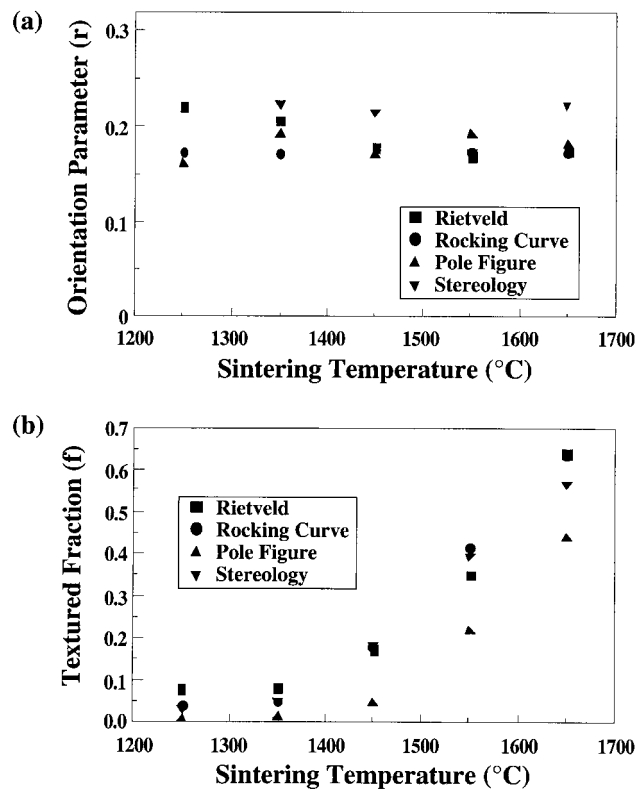 (a)
Orientation Parameter (r)
0.3
0.2
0.1
0
Rietveld
Rocking Curve
Pole Figure
Stereology
1200 1300 1400 1500 1600 1700
Sintering Temperature (°C)
(b)
Textured Fraction (f)
0.7
0.6
0.5
0.4
0.3
0.2
0.1
0.0
Rietveld
Rocking Curve
Pole Figure
Stereology
1200 1300 1400 1500 1600 1700
Sintering Temperature (°C)